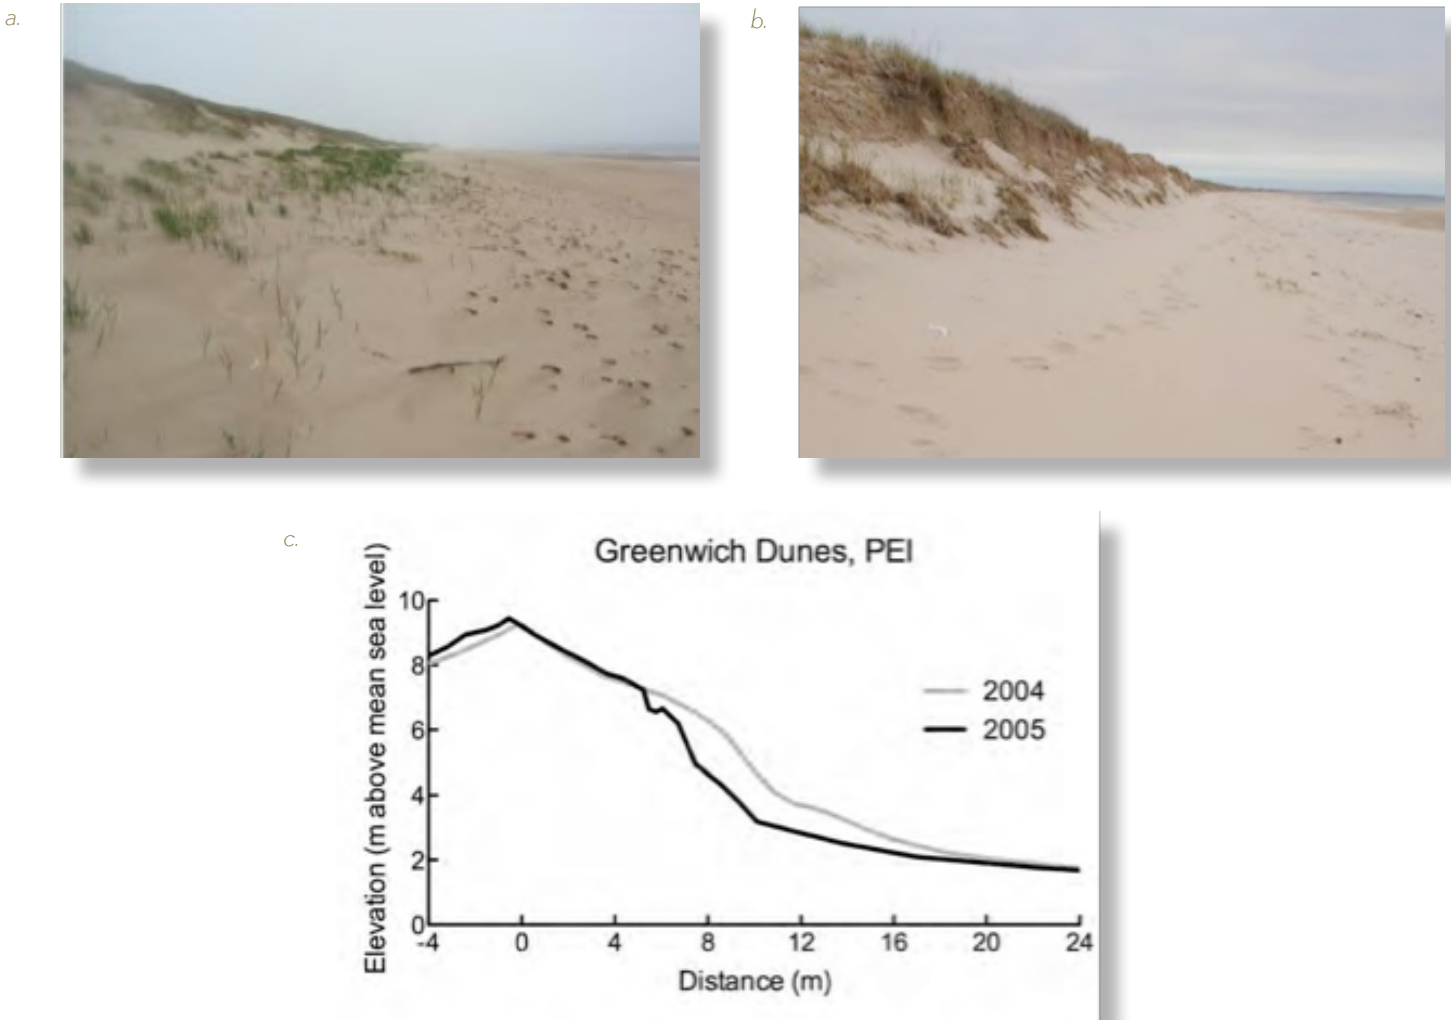 a.
b.
c.
Greenwich Dunes, PEI
Elevation (m above mean sea level)
10
8
6
4
2
0
2004
2005
-4 0 4 8 12 16 20 24
Distance (m)